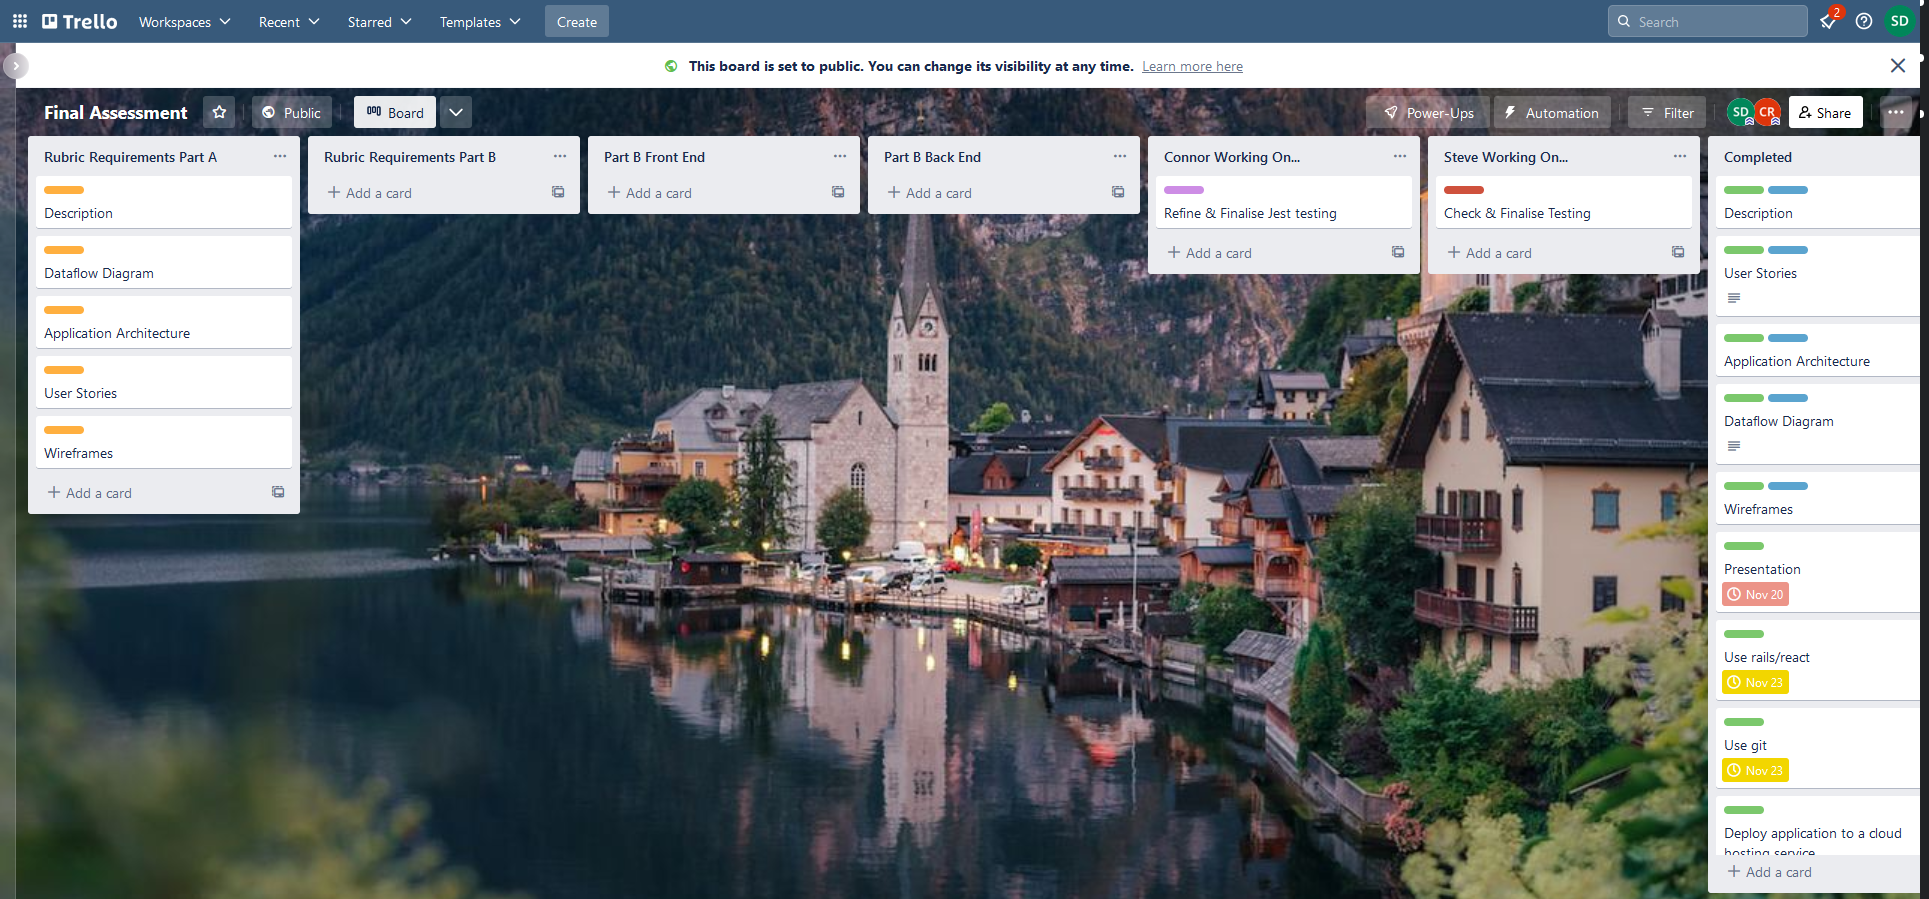 Trello
Workspaces
Recent
Starred
Templates
Create
Search
2
SD
This board is set to public. You can change its visibility at any time. Learn more here
Final Assessment
Public
Board
Power-Ups
Automation
Filter
SD
CR
Share
Rubric Requirements Part A
Description
Dataflow Diagram
Application Architecture
User Stories
Wireframes
+ Add a card
Rubric Requirements Part B
+ Add a card
Part B Front End
+ Add a card
Part B Back End
+ Add a card
Connor Working On...
Refine & Finalise Jest testing
+ Add a card
Steve Working On...
Check & Finalise Testing
+ Add a card
Completed
Description
User Stories
Application Architecture
Dataflow Diagram
Wireframes
Presentation
Nov 20
Use rails/react
Nov 23
Use git
Nov 23
Deploy application to a cloud
hosting service
+ Add a card